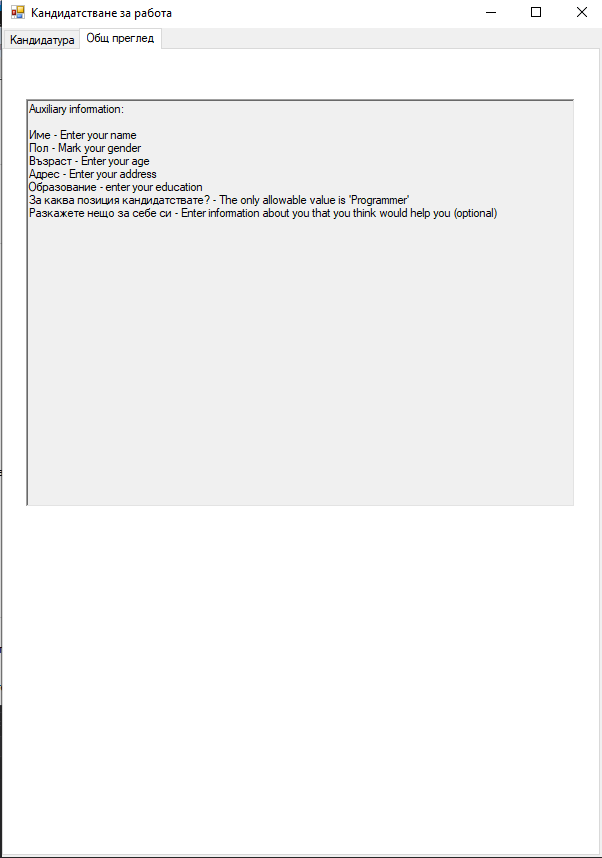 Кандидатстване за работа
Кандидатура Общ преглед
Auxiliary information:
Име - Enter your name
Пол - Mark your gender
Възраст - Enter your age
Адрес - Enter your address
Образование - enter your education
За каква позиция кандидатствате? - The only allowable value is 'Programmer'
Разкажете нещо за себе си - Enter information about you that you think would help you (optional)